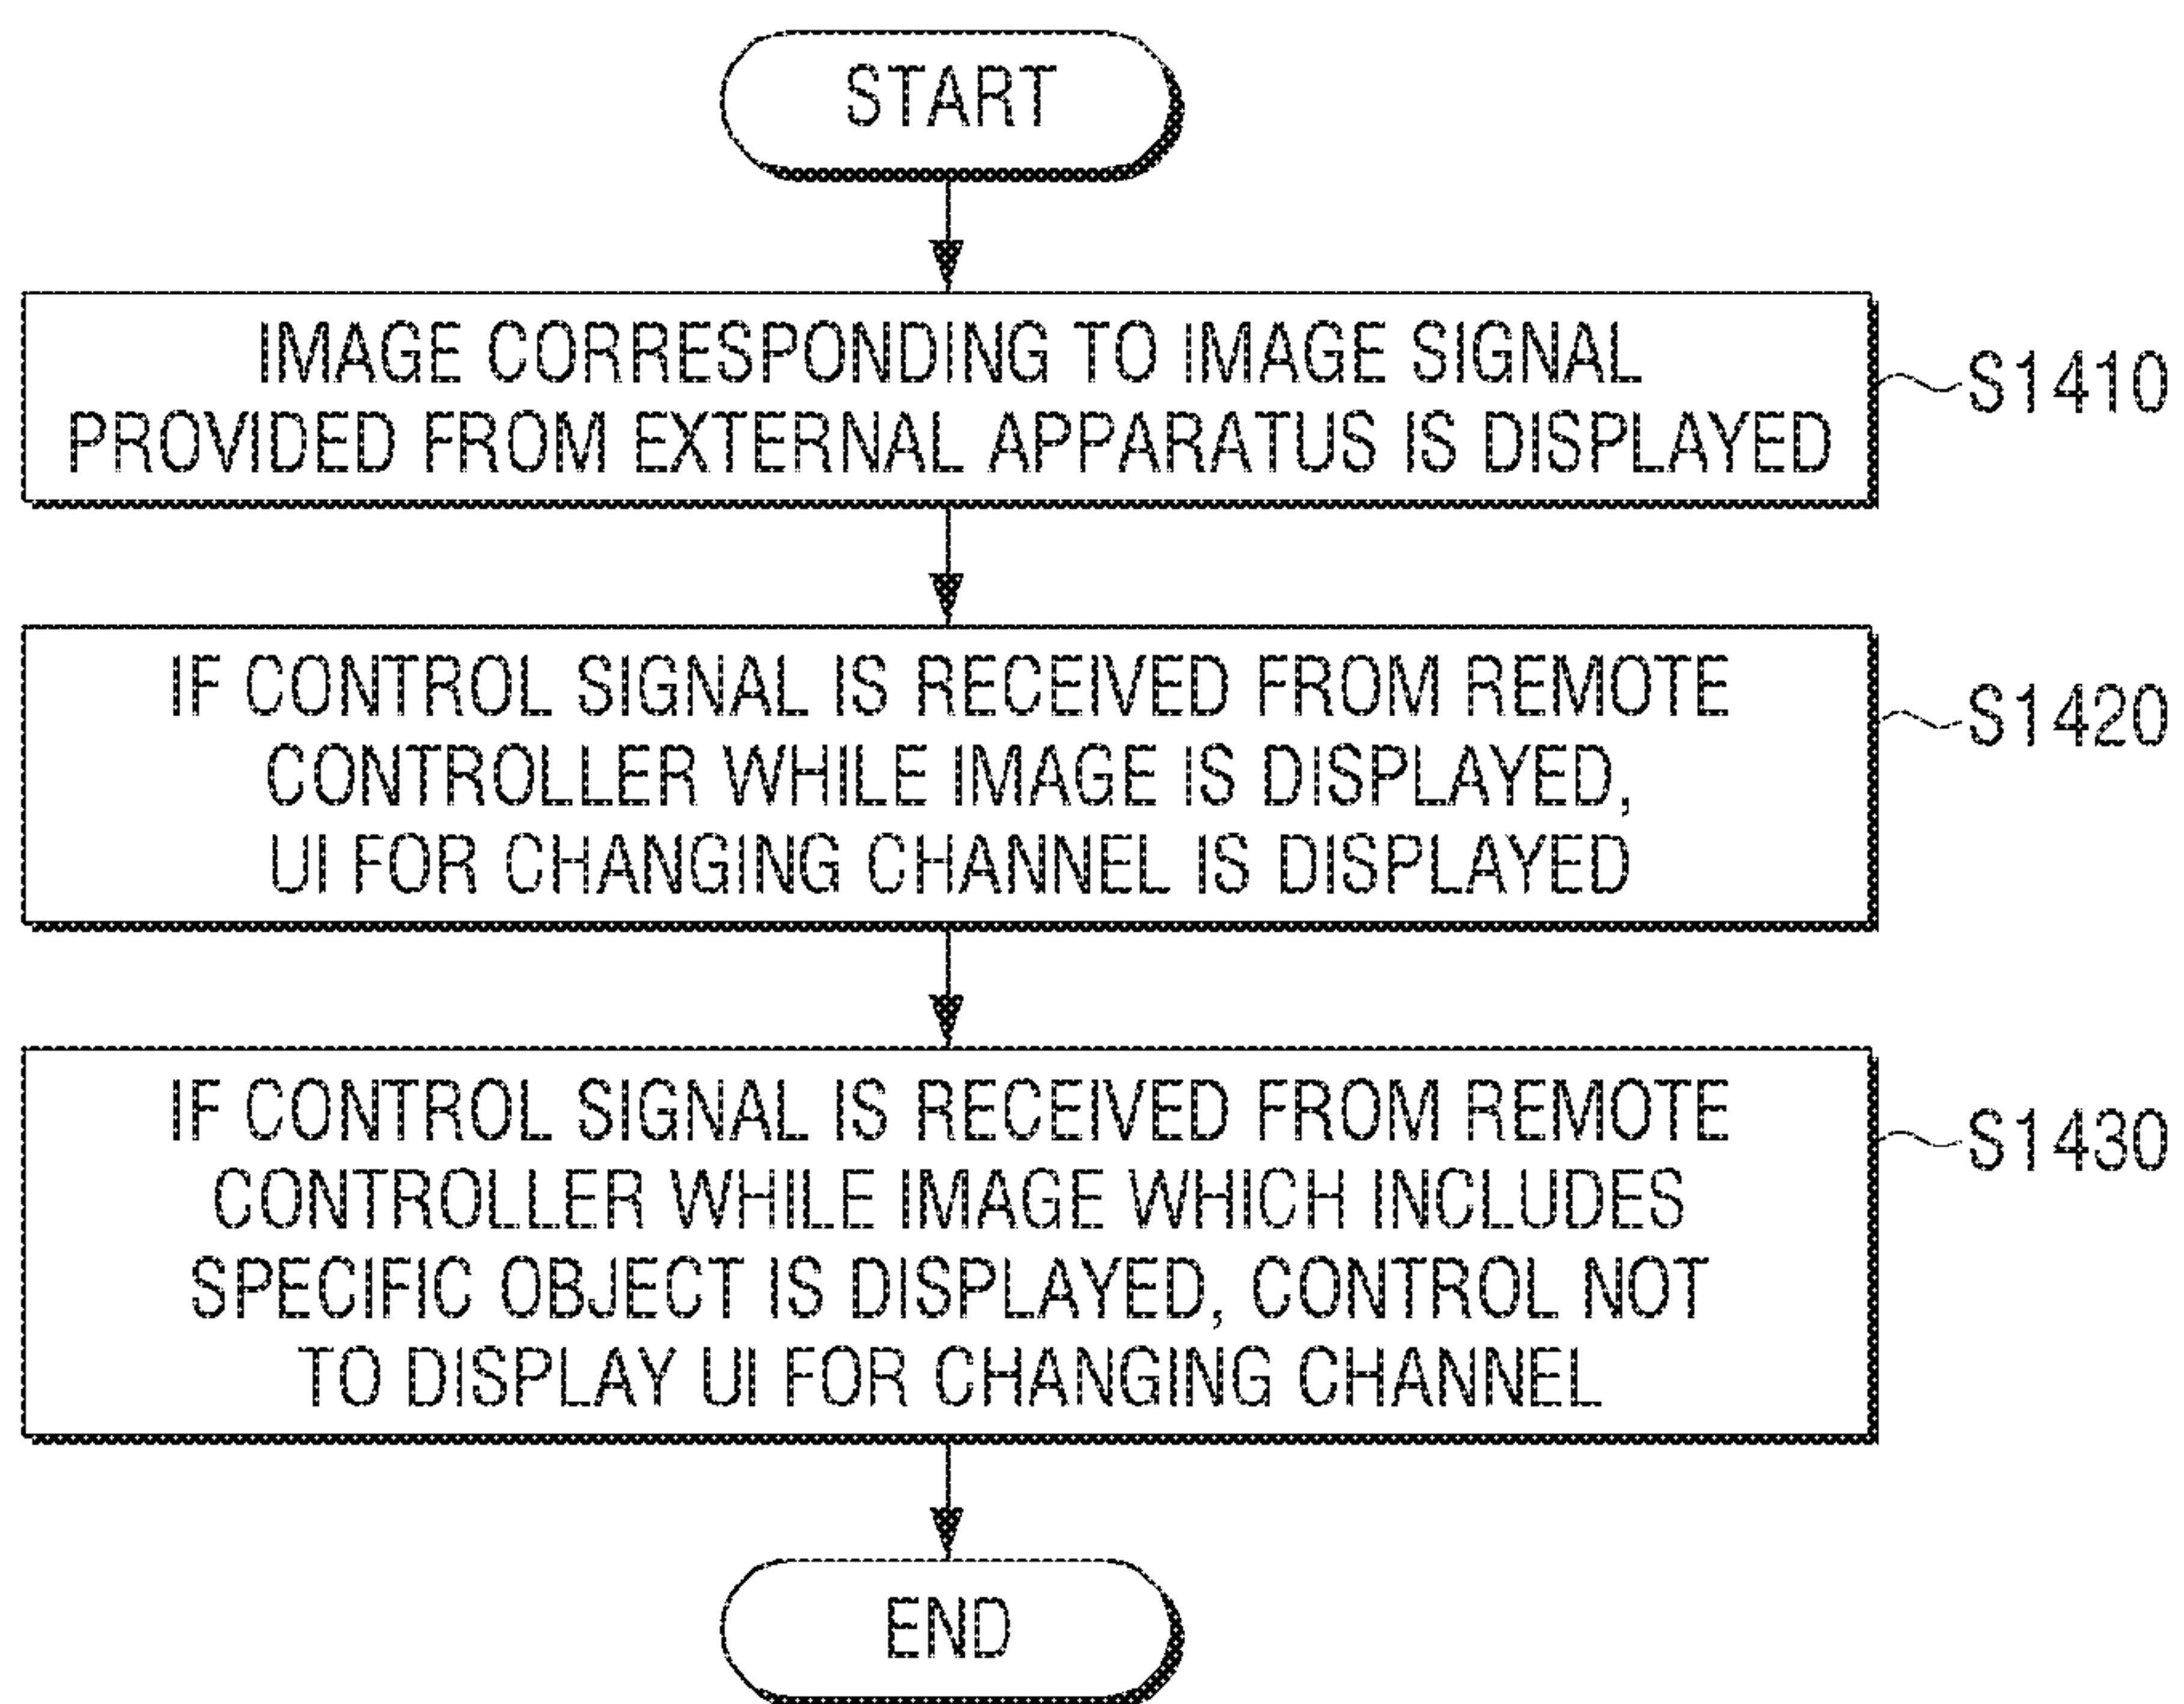 START
IMAGE CORRESPONDING TO IMAGE SIGNAL
PROVIDED FROM EXTERNAL APPARATUS IS DISPLAYED
S1410
IF CONTROL SIGNAL IS RECEIVED FROM REMOTE
CONTROLLER WHILE IMAGE IS DISPLAYED,
UI FOR CHANGING CHANNEL IS DISPLAYED
S1420
IF CONTROL SIGNAL IS RECEIVED FROM REMOTE
CONTROLLER WHILE IMAGE WHICH INCLUDES
SPECIFIC OBJECT IS DISPLAYED, CONTROL NOT
TO DISPLAY UI FOR CHANGING CHANNEL
S1430
END